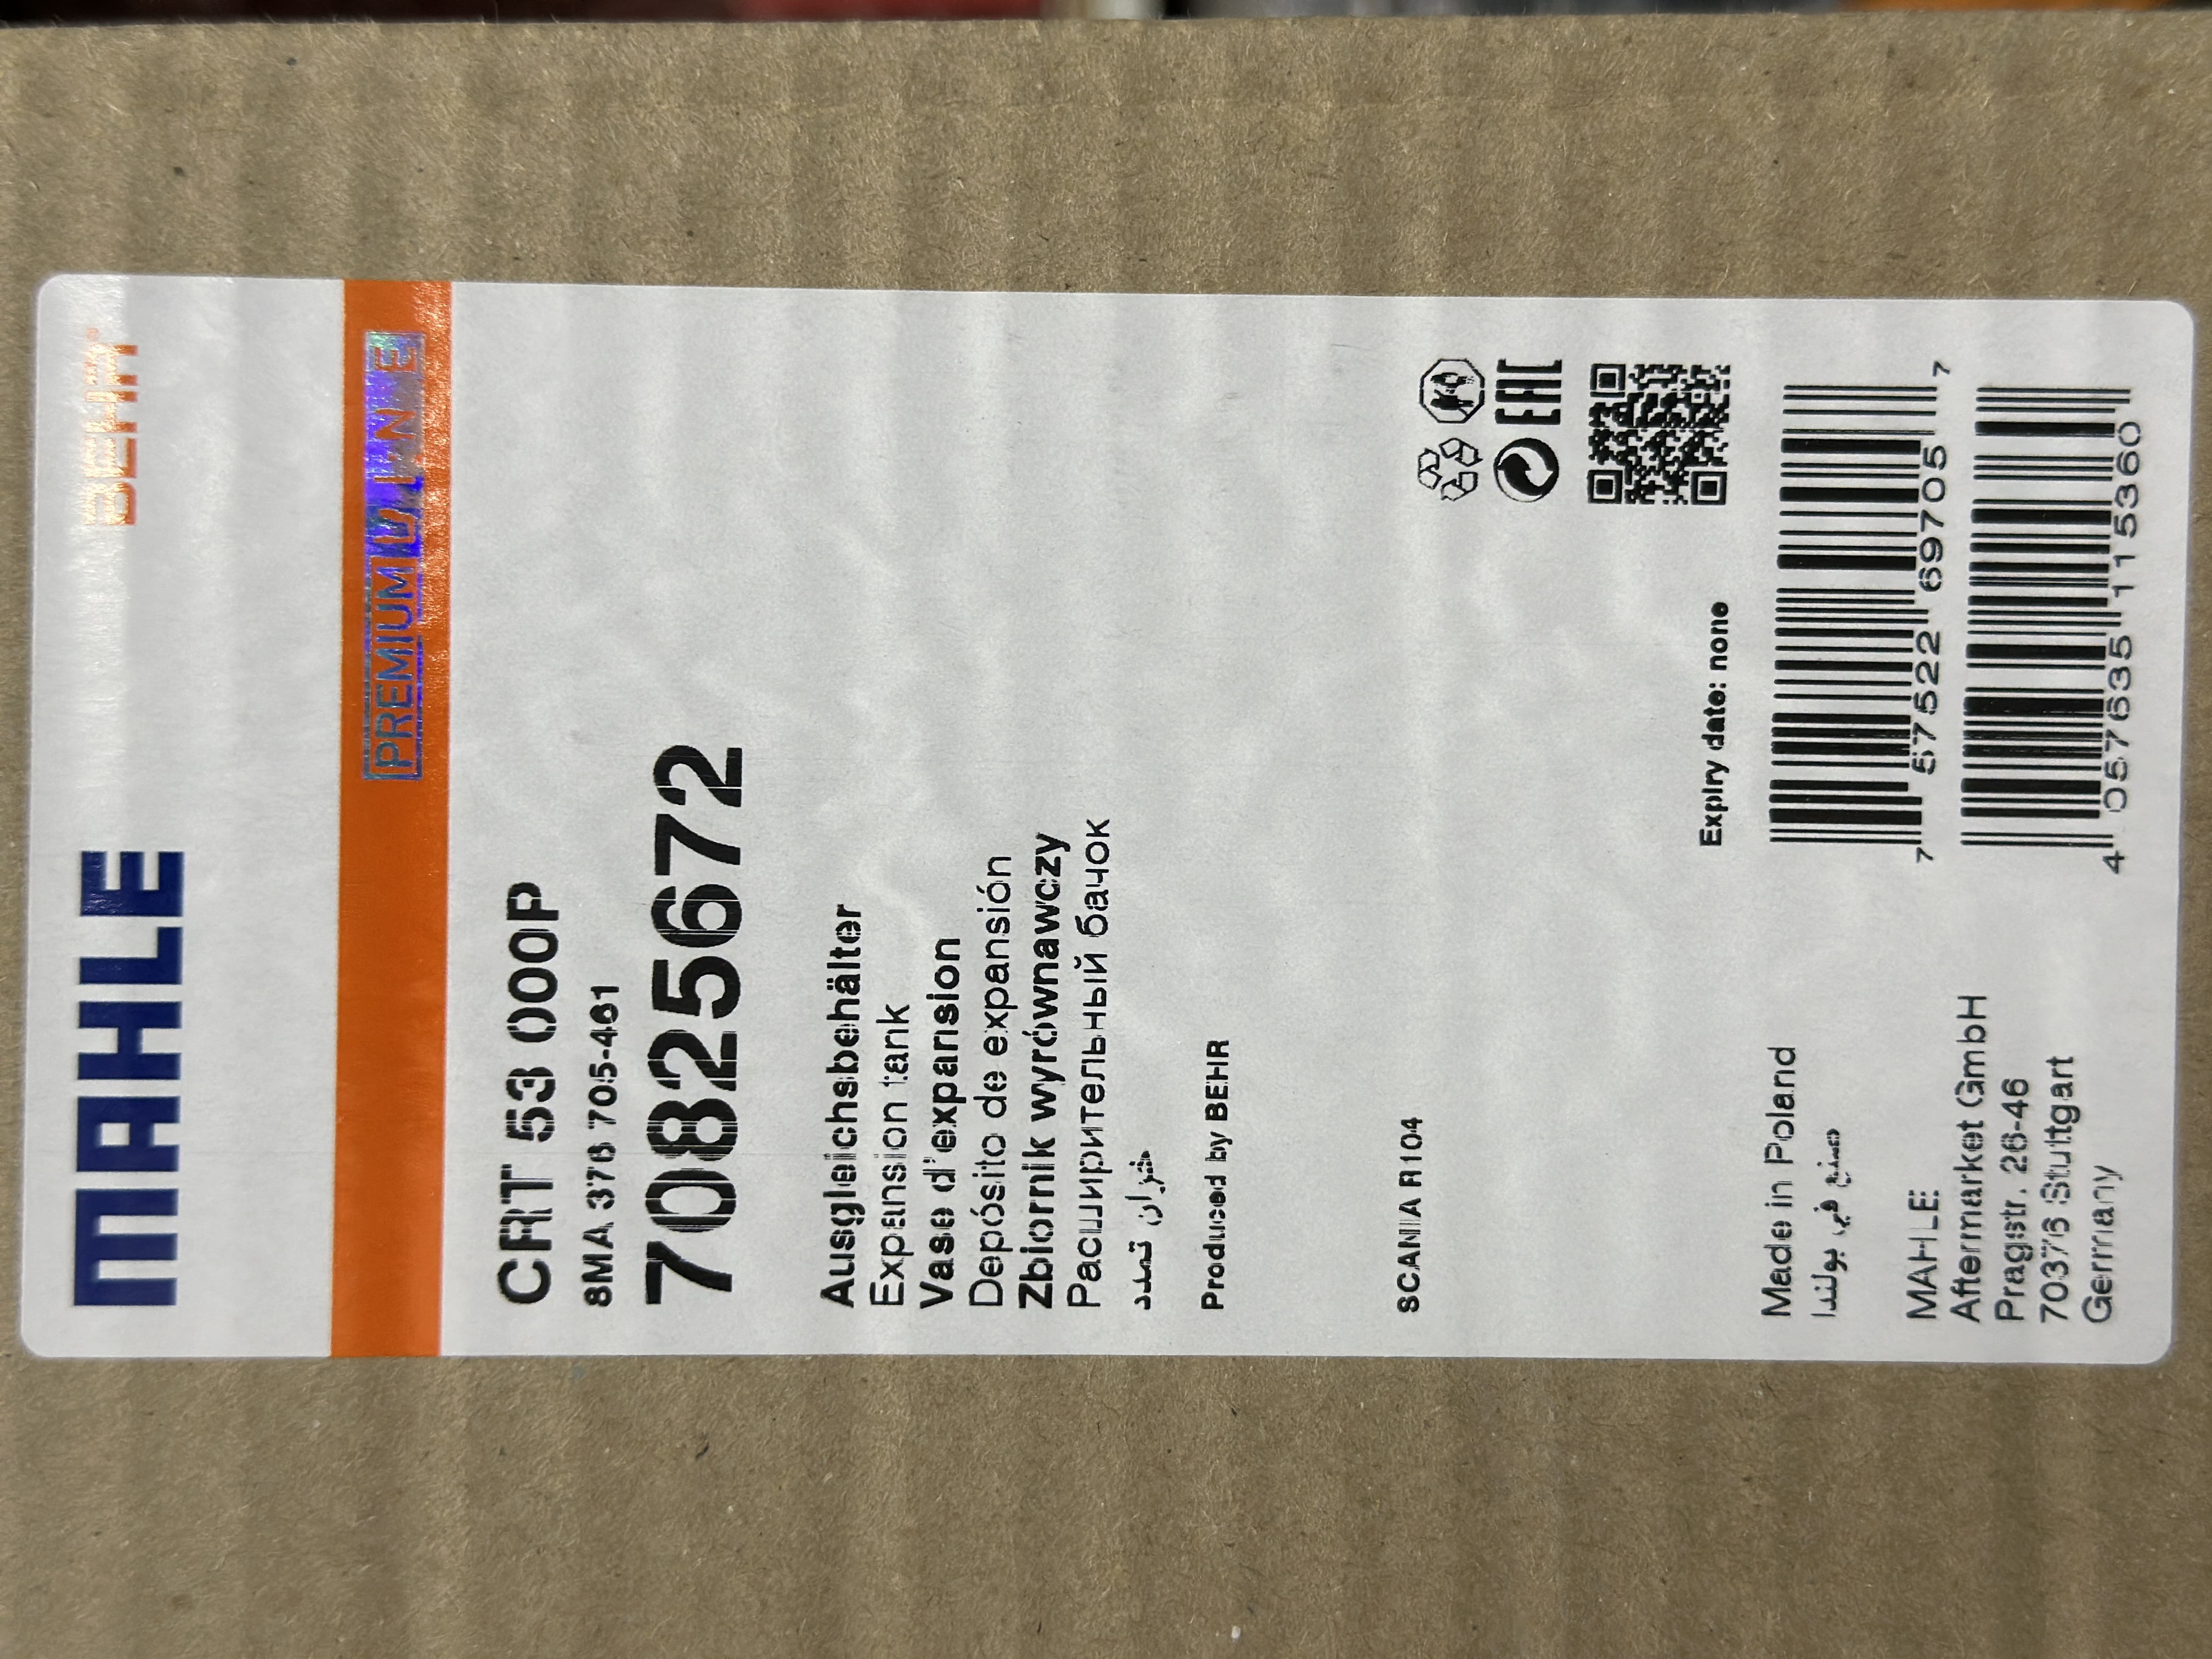 MAHLE
BEHR
PREMIUM LINE
CRT 53 000P
8MA 376 705-461
70825672
Ausgleichsbehälter
Expansion tank
Vase d'expansion
Depósito de expansión
Zbiornik wyrównawczy
Расширительный бачок
خزان تمدد
Produced by BEHR
SCANIA R104
EAC
Expiry date: none
Made in Poland
صنع في بولندا
7 57522 69705 7
MAHLE
Aftermarket GmbH
Pragstr. 26-46
70376 Stuttgart
Germany
4 057635 115360